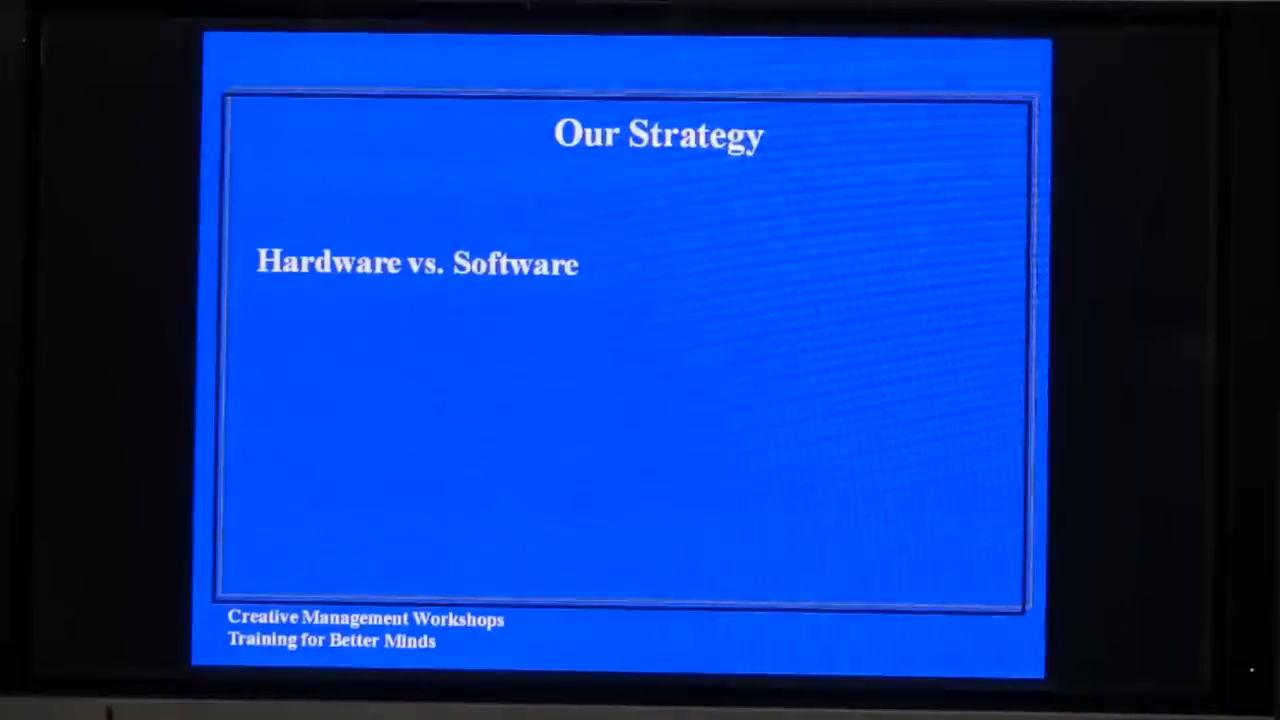 Our Strategy
Hardware vs. Software
Creative Management Workshops
Training for Better Minds